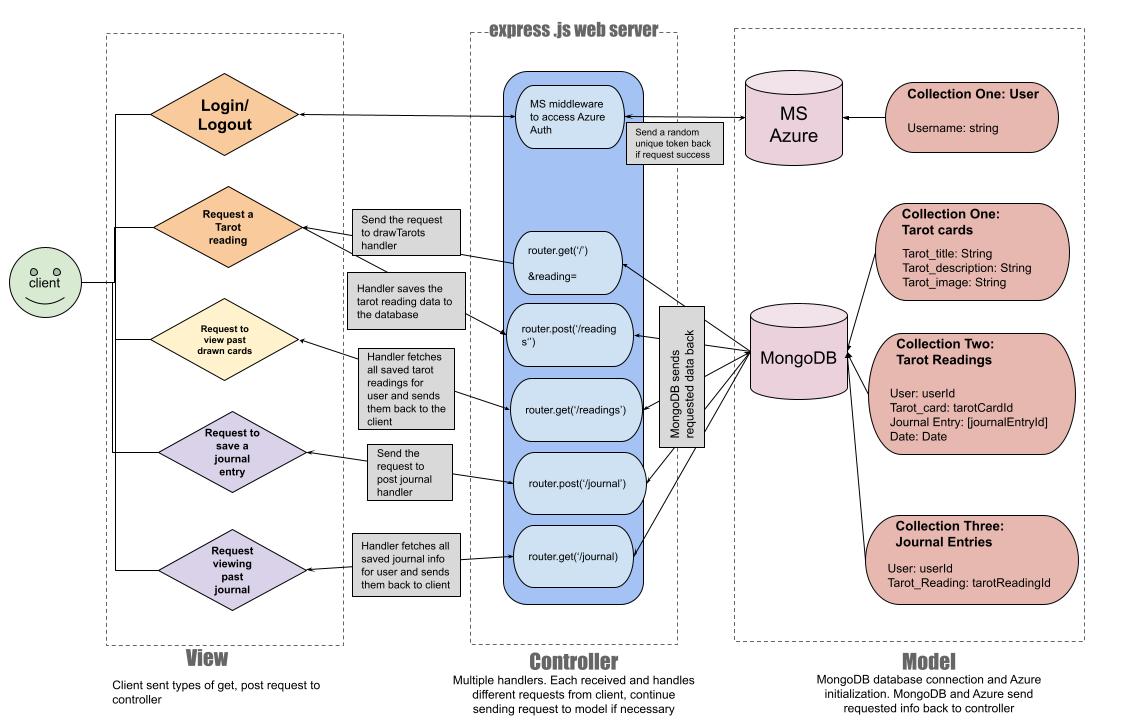 express .js web server
client
Login/
Logout
Request a
Tarot
reading
Request to
view past
drawn cards
Request to
save a
journal
entry
Request
viewing
past
journal
Send the request
to drawTarots
handler
Handler saves the
tarot reading data to
the database
Handler fetches
all saved tarot
readings for
user and sends
them back to the
client
Send the
request to
post journal
handler
Handler fetches all
saved journal info
for user and sends
them back to client
MS middleware
to access Azure
Auth
router.get('/')
&reading=
router.post('/reading
s'')
router.get('/readings')
router.post('/journal')
router.get('/journal)
Send a random
unique token back
if request success
MongoDB sends
requested data back
MS
Azure
MongoDB
Collection One: User
Username: string
Collection One:
Tarot cards
Tarot_title: String
Tarot_description: String
Tarot_image: String
Collection Two:
Tarot Readings
User: userId
Tarot_card: tarotCardId
Journal Entry: [journalEntryId]
Date: Date
Collection Three:
Journal Entries
User: userId
Tarot_Reading: tarotReadingId
View
Client sent types of get, post request to
controller
Controller
Multiple handlers. Each received and handles
different requests from client, continue
sending request to model if necessary
Model
MongoDB database connection and Azure
initialization. MongoDB and Azure send
requested info back to controller